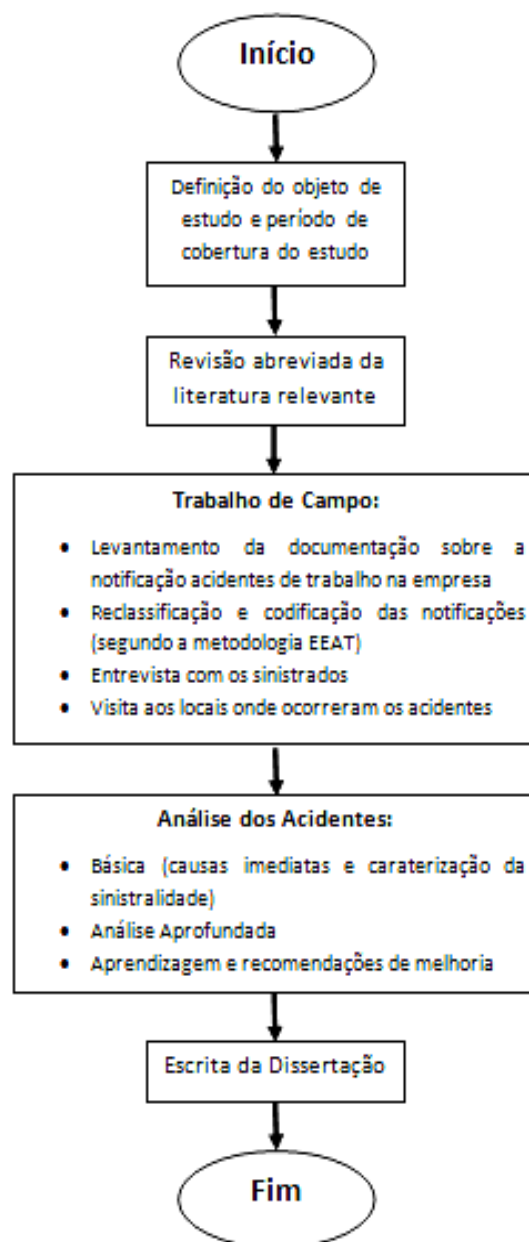 Início
Definição do objeto de
estudo e período de
cobertura do estudo
Revisão abreviada da
literatura relevante
Trabalho de Campo:
• Levantamento da documentação sobre a
notificação acidentes de trabalho na empresa
• Reclassificação e codificação das notificações
(segundo a metodologia EEAT)
• Entrevista com os sinistrados
• Visita aos locais onde ocorreram os acidentes
Análise dos Acidentes:
• Básica (causas imediatas e caraterização da
sinistralidade)
• Análise Aprofundada
• Aprendizagem e recomendações de melhoria
Escrita da Dissertação
Fim